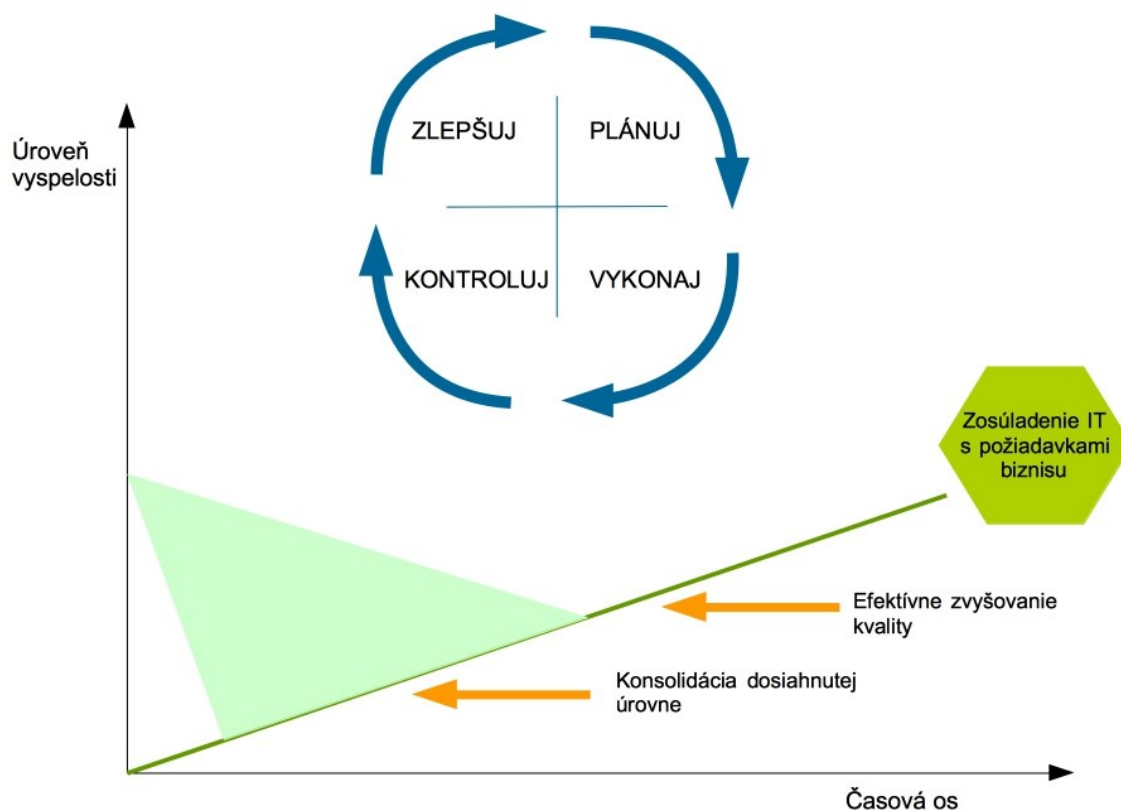 ZLEPŠUJ
PLÁNUJ
Úroveň
vyspelosti
KONTROLUJ
VYKONAJ
Zosúladenie IT
s požiadavkami
biznisu
Efektívne zvyšovanie
kvality
Konsolidácia dosiahnutej
úrovne
Časová os